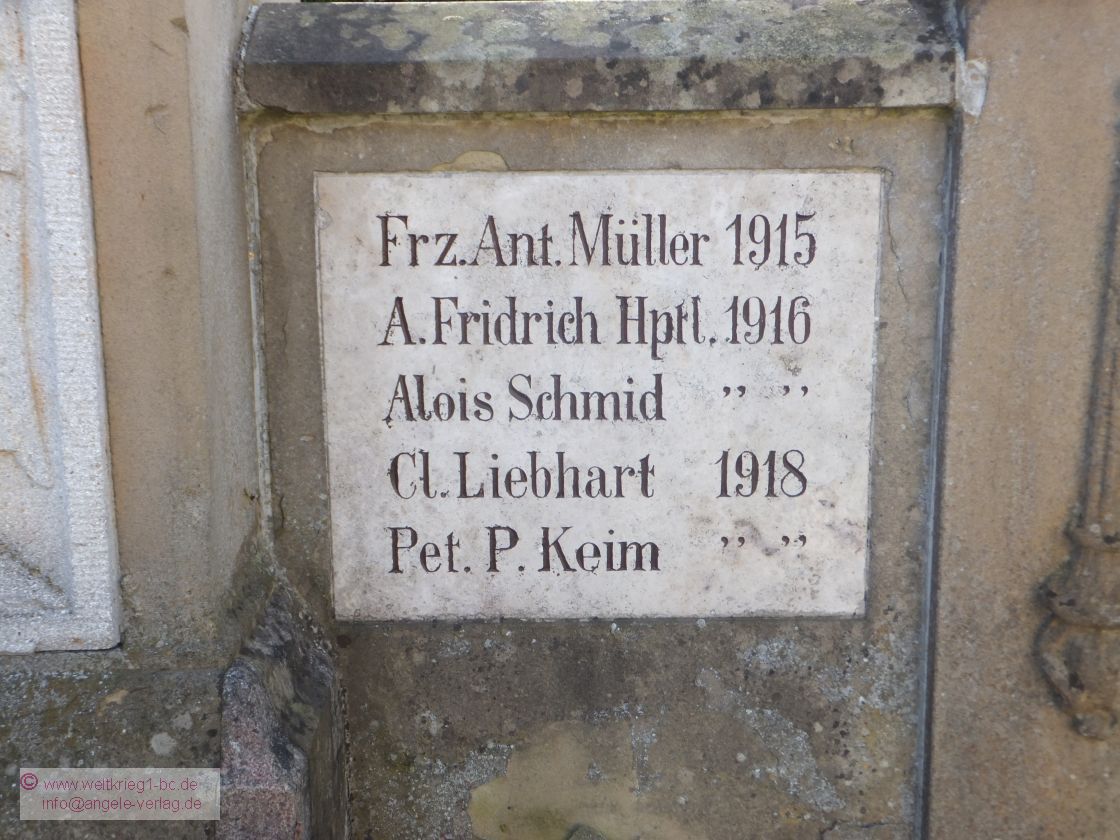 Frz. Ant. Müller 1915
A. Fridrich Hptl. 1916
Alois Schmid ,, ,,
Cl. Liebhart 1918
Pet. P. Keim ,, ,,
© www.weltkrieg1-bc.de
info@angele-verlag.de